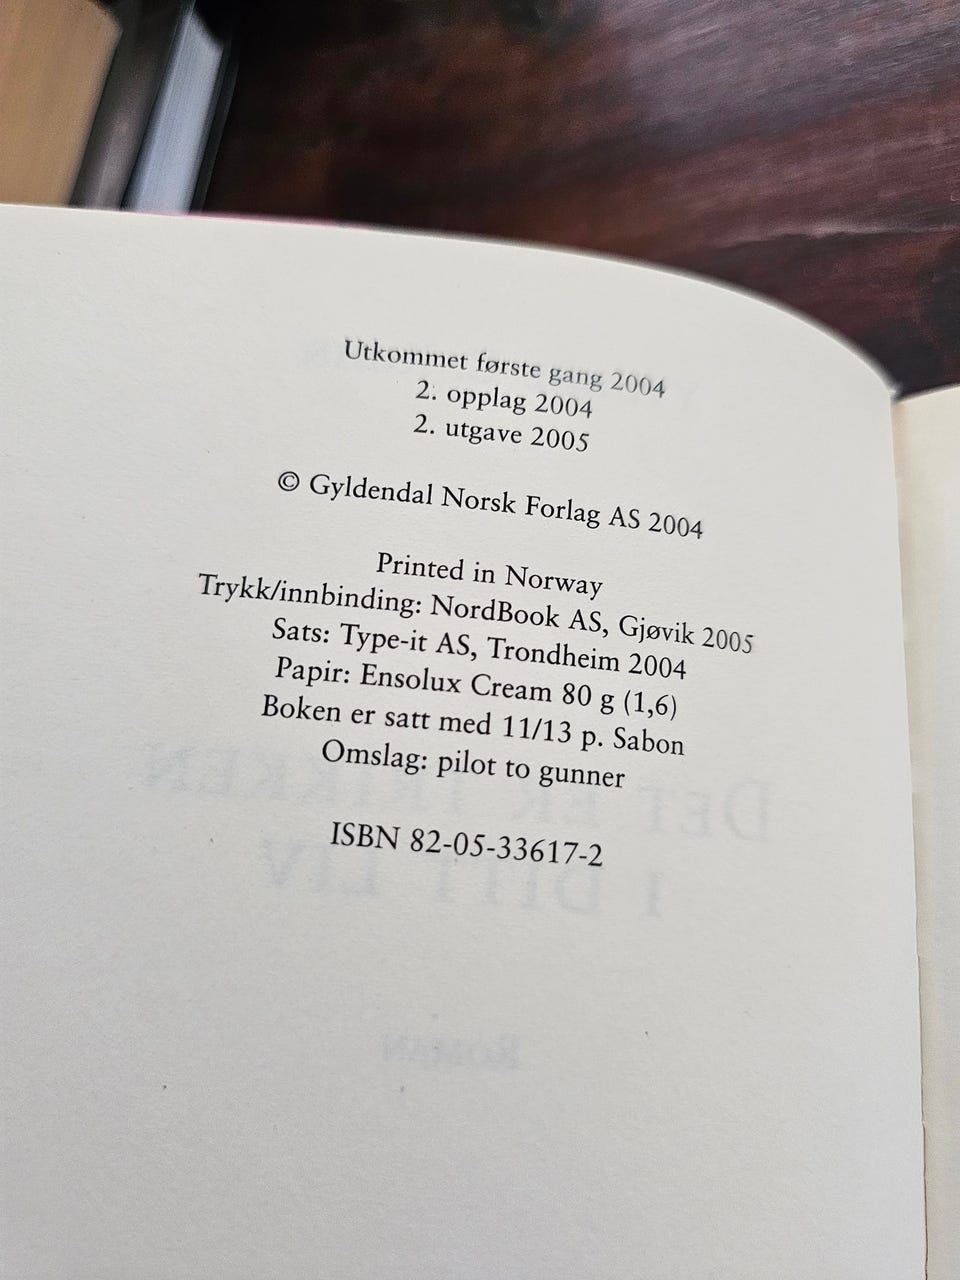 Utkommet første gang 2004
2. opplag 2004
2. utgave 2005
© Gyldendal Norsk Forlag AS 2004
Printed in Norway
Trykk/innbinding: NordBook AS, Gjøvik 2005
Sats: Type-it AS, Trondheim 2004
Papir: Ensolux Cream 80 g (1,6)
Boken er satt med 11/13 p. Sabon
Omslag: pilot to gunner
ISBN 82-05-33617-2